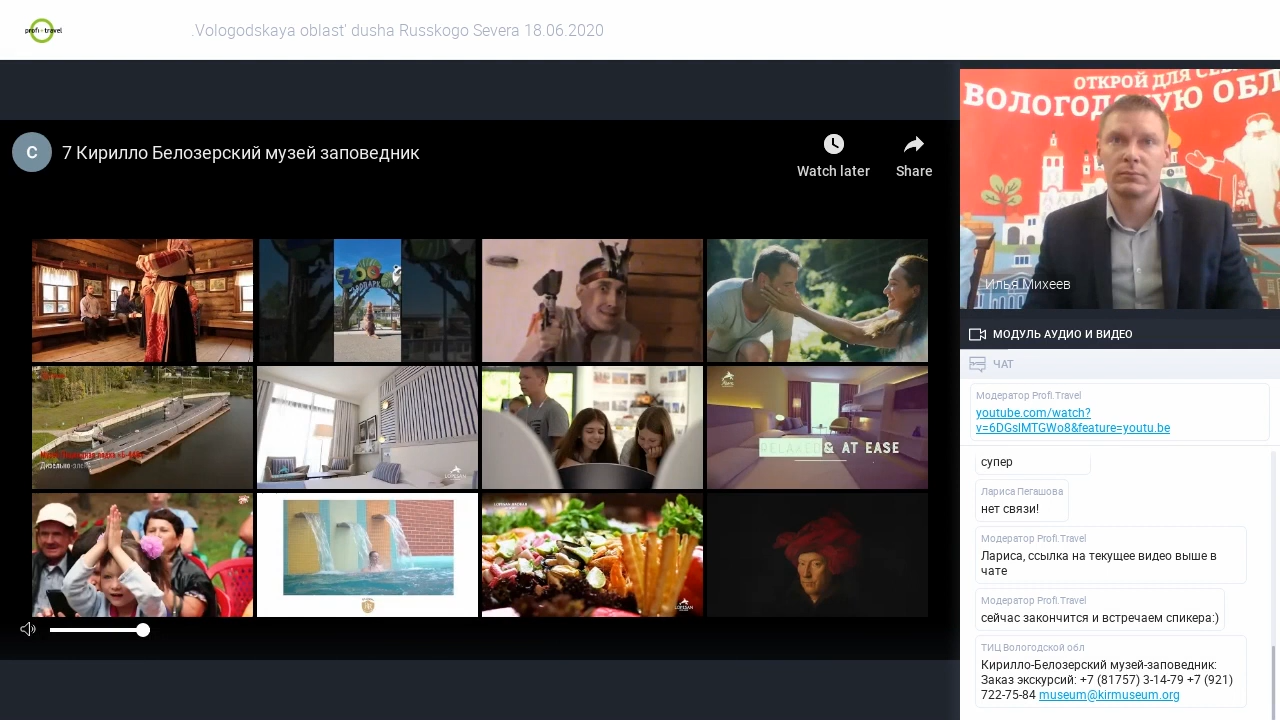 profi travel
.Vologodskaya oblast' dusha Russkogo Severa 18.06.2020
C
7 Кирилло Белозерский музей заповедник
Watch later
Share
ZOO
RELAXED & AT EASE
ОТКРОЙ ДЛЯ
Илья Михеев
МОДУЛЬ АУДИО И ВИДЕО
ЧАТ
Модератор Profi.Travel
youtube.com/watch?
v=6DGslMTGWo8&feature=youtu.be
супер
Лариса Пегашова
нет связи!
Модератор Profi.Travel
Лариса, ссылка на текущее видео выше в
чате
Модератор Profi.Travel
сейчас закончится и встречаем спикера:)
ТИЦ Вологодской обл
Кирилло-Белозерский музей-заповедник:
Заказ экскурсий: +7 (81757) 3-14-79 +7 (921)
722-75-84 museum@kirmuseum.org